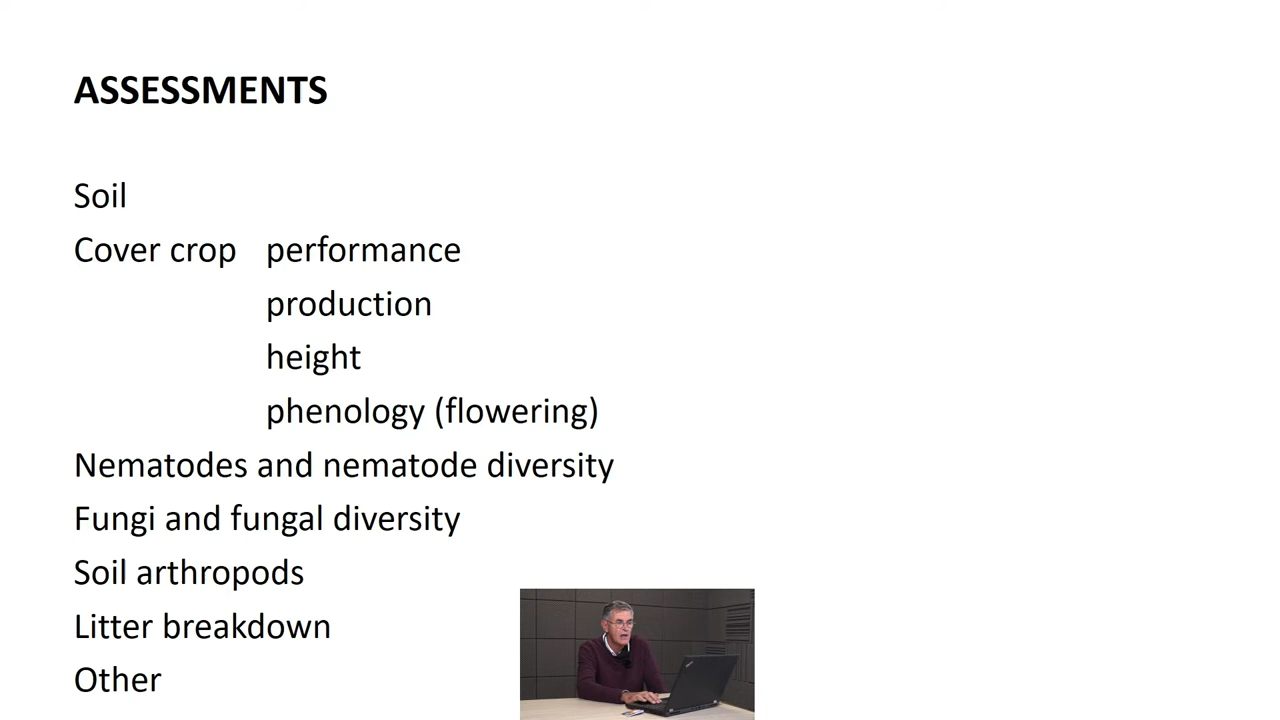 ASSESSMENTS
Soil
Cover crop performance
production
height
phenology (flowering)
Nematodes and nematode diversity
Fungi and fungal diversity
Soil arthropods
Litter breakdown
Other